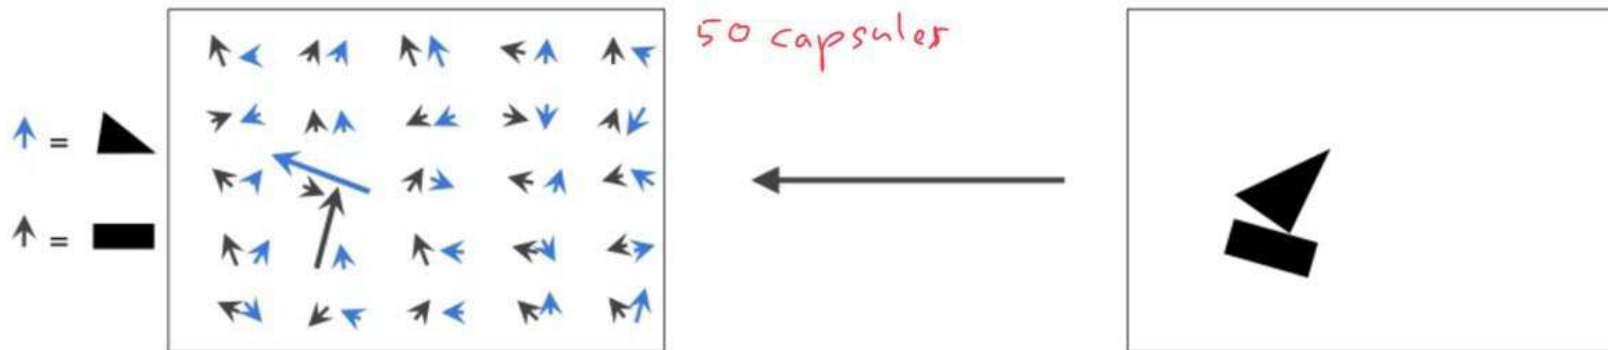 50 capsules
=
=